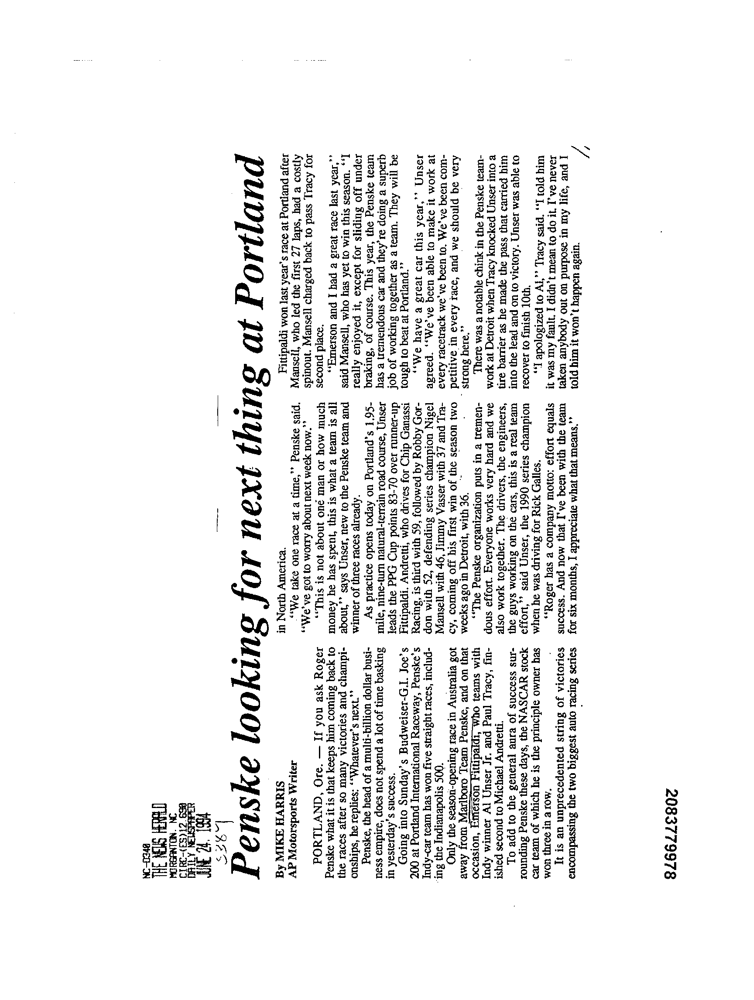 NC-0340
THE NEWS HERALD
MORGANTON, NC
CIRC-(ES)12,600
DAILY NEWSPAPER
JUNE 24, 1994
Penske looking for next thing at Portland
By MIKE HARRIS
AP Motorsports Writer
PORTLAND, Ore. — If you ask Roger
Penske what it is that keeps him coming back to
the races after so many victories and champi-
onships, he replies: "Whatever's next."
Penske, the head of a multi-billion dollar busi-
ness empire, does not spend a lot of time basking
in yesterday's success.
Going into Sunday's Budweiser-G.I. Joe's
200 at Portland International Raceway, Penske's
Indy-car team has won five straight races, includ-
ing the Indianapolis 500.
Only the season-opening race in Australia got
away from Marlboro Team Penske, and on that
occasion, Emerson Fittipaldi, who teams with
Indy winner Al Unser Jr. and Paul Tracy, fin-
ished second to Michael Andretti.
To add to the general aura of success sur-
rounding Penske these days, the NASCAR stock
car team of which he is the principle owner has
won three in a row.
It is an unprecedented string of victories
encompassing the two biggest auto racing series
in North America.
"We take one race at a time," Penske said.
"We've got to worry about next week now."
"This is not about one man or how much
money he has spent, this is what a team is all
about," says Unser, new to the Penske team and
winner of three races already.
As practice opens today on Portland's 1.95-
mile, nine-turn natural-terrain road course, Unser
leads the PPG Cup points 83-70 over runner-up
Fittipaldi. Andretti, who drives for Chip Ganassi
Racing, is third with 59, followed by Robby Gor-
don with 52, defending series champion Nigel
Mansell with 46, Jimmy Vasser with 37 and Tra-
cy, coming off his first win of the season two
weeks ago in Detroit, with 36.
"The Penske organization puts in a tremen-
dous effort. Everyone works very hard and we
also work together. The drivers, the engineers,
the guys working on the cars, this is a real team
effort," said Unser, the 1990 series champion
when he was driving for Rick Galles.
"Roger has a company motto: effort equals
success. And now that I've been with the team
for six months, I appreciate what that means."
Fittipaldi won last year's race at Portland after
Mansell, who led the first 27 laps, had a costly
spinout. Mansell charged back to pass Tracy for
second place.
"Emerson and I had a great race last year,"
said Mansell, who has yet to win this season. "I
really enjoyed it, except for sliding off under
braking, of course. This year, the Penske team
has a tremendous car and they're doing a superb
job of working together as a team. They will be
tough to beat at Portland."
"We have a great car this year," Unser
agreed. "We've been able to make it work at
every racetrack we've been to. We've been com-
petitive in every race, and we should be very
strong here."
There was a notable chink in the Penske team-
work at Detroit when Tracy knocked Unser into a
tire barrier as he made the pass that carried him
into the lead and on to victory. Unser was able to
recover to finish 10th.
"I apologized to Al," Tracy said. "I told him
it was my fault. I didn't mean to do it. I've never
taken anybody out on purpose in my life, and I
told him it won't happen again.
2083779978